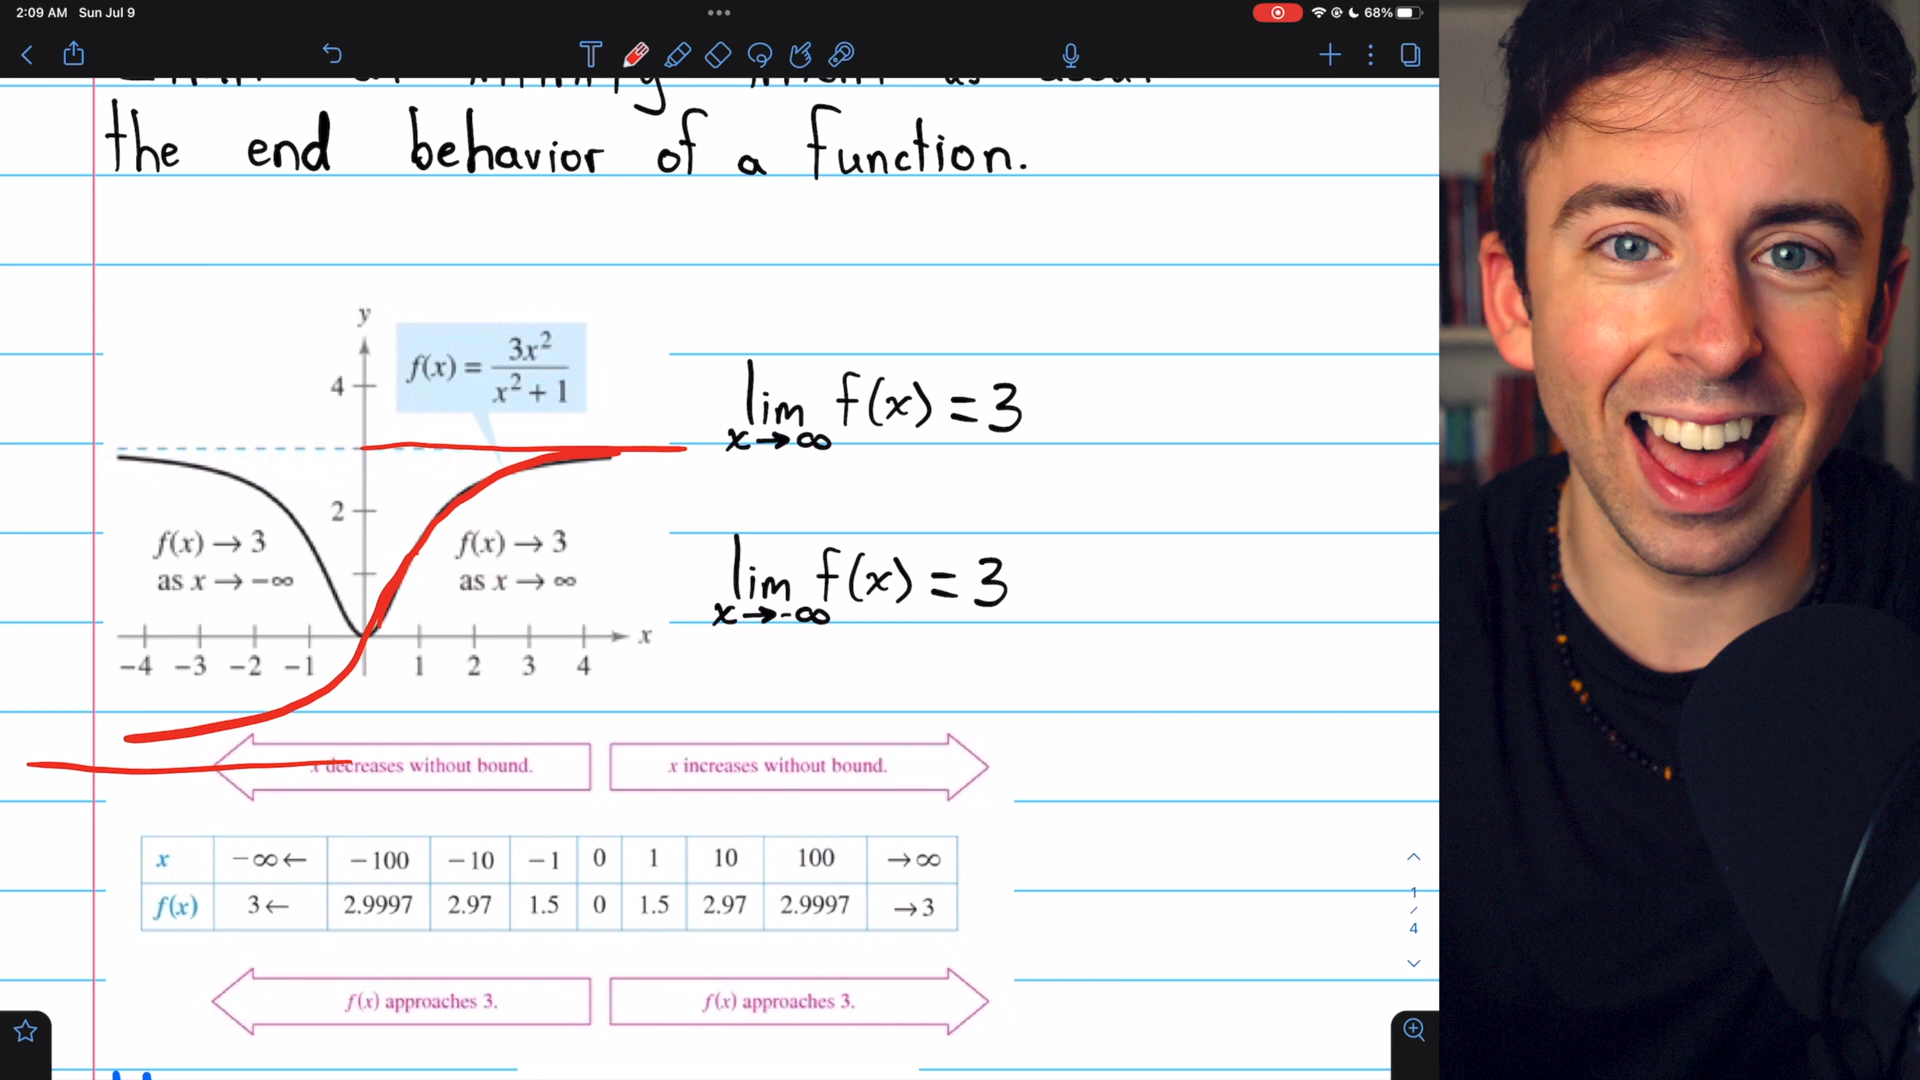 2:09 AM Sun Jul 9
68%
the end behavior of a function.
y
f(x) = 3x² / x² + 1
4
lim f(x) = 3
x→∞
2
f(x) → 3
as x → −∞
f(x) → 3
as x → ∞
lim f(x) = 3
x→-∞
x
−4 −3 −2 −1 1 2 3 4
x decreases without bound.
x increases without bound.
x −∞← −100 −10 −1 0 1 10 100 →∞
f(x) 3← 2.9997 2.97 1.5 0 1.5 2.97 2.9997 →3
1
/
4
f(x) approaches 3.
f(x) approaches 3.